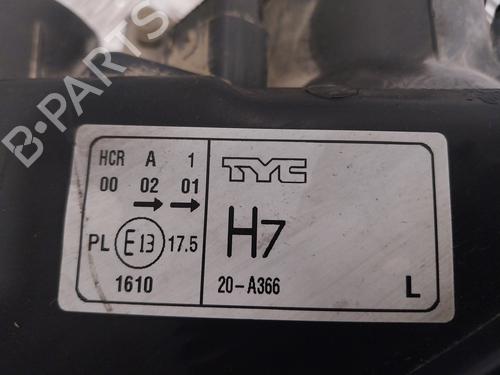 B-PARTS
HCR A 1
00 02 01
PL E13 17.5
1610
TYC
H7
20-A366
L